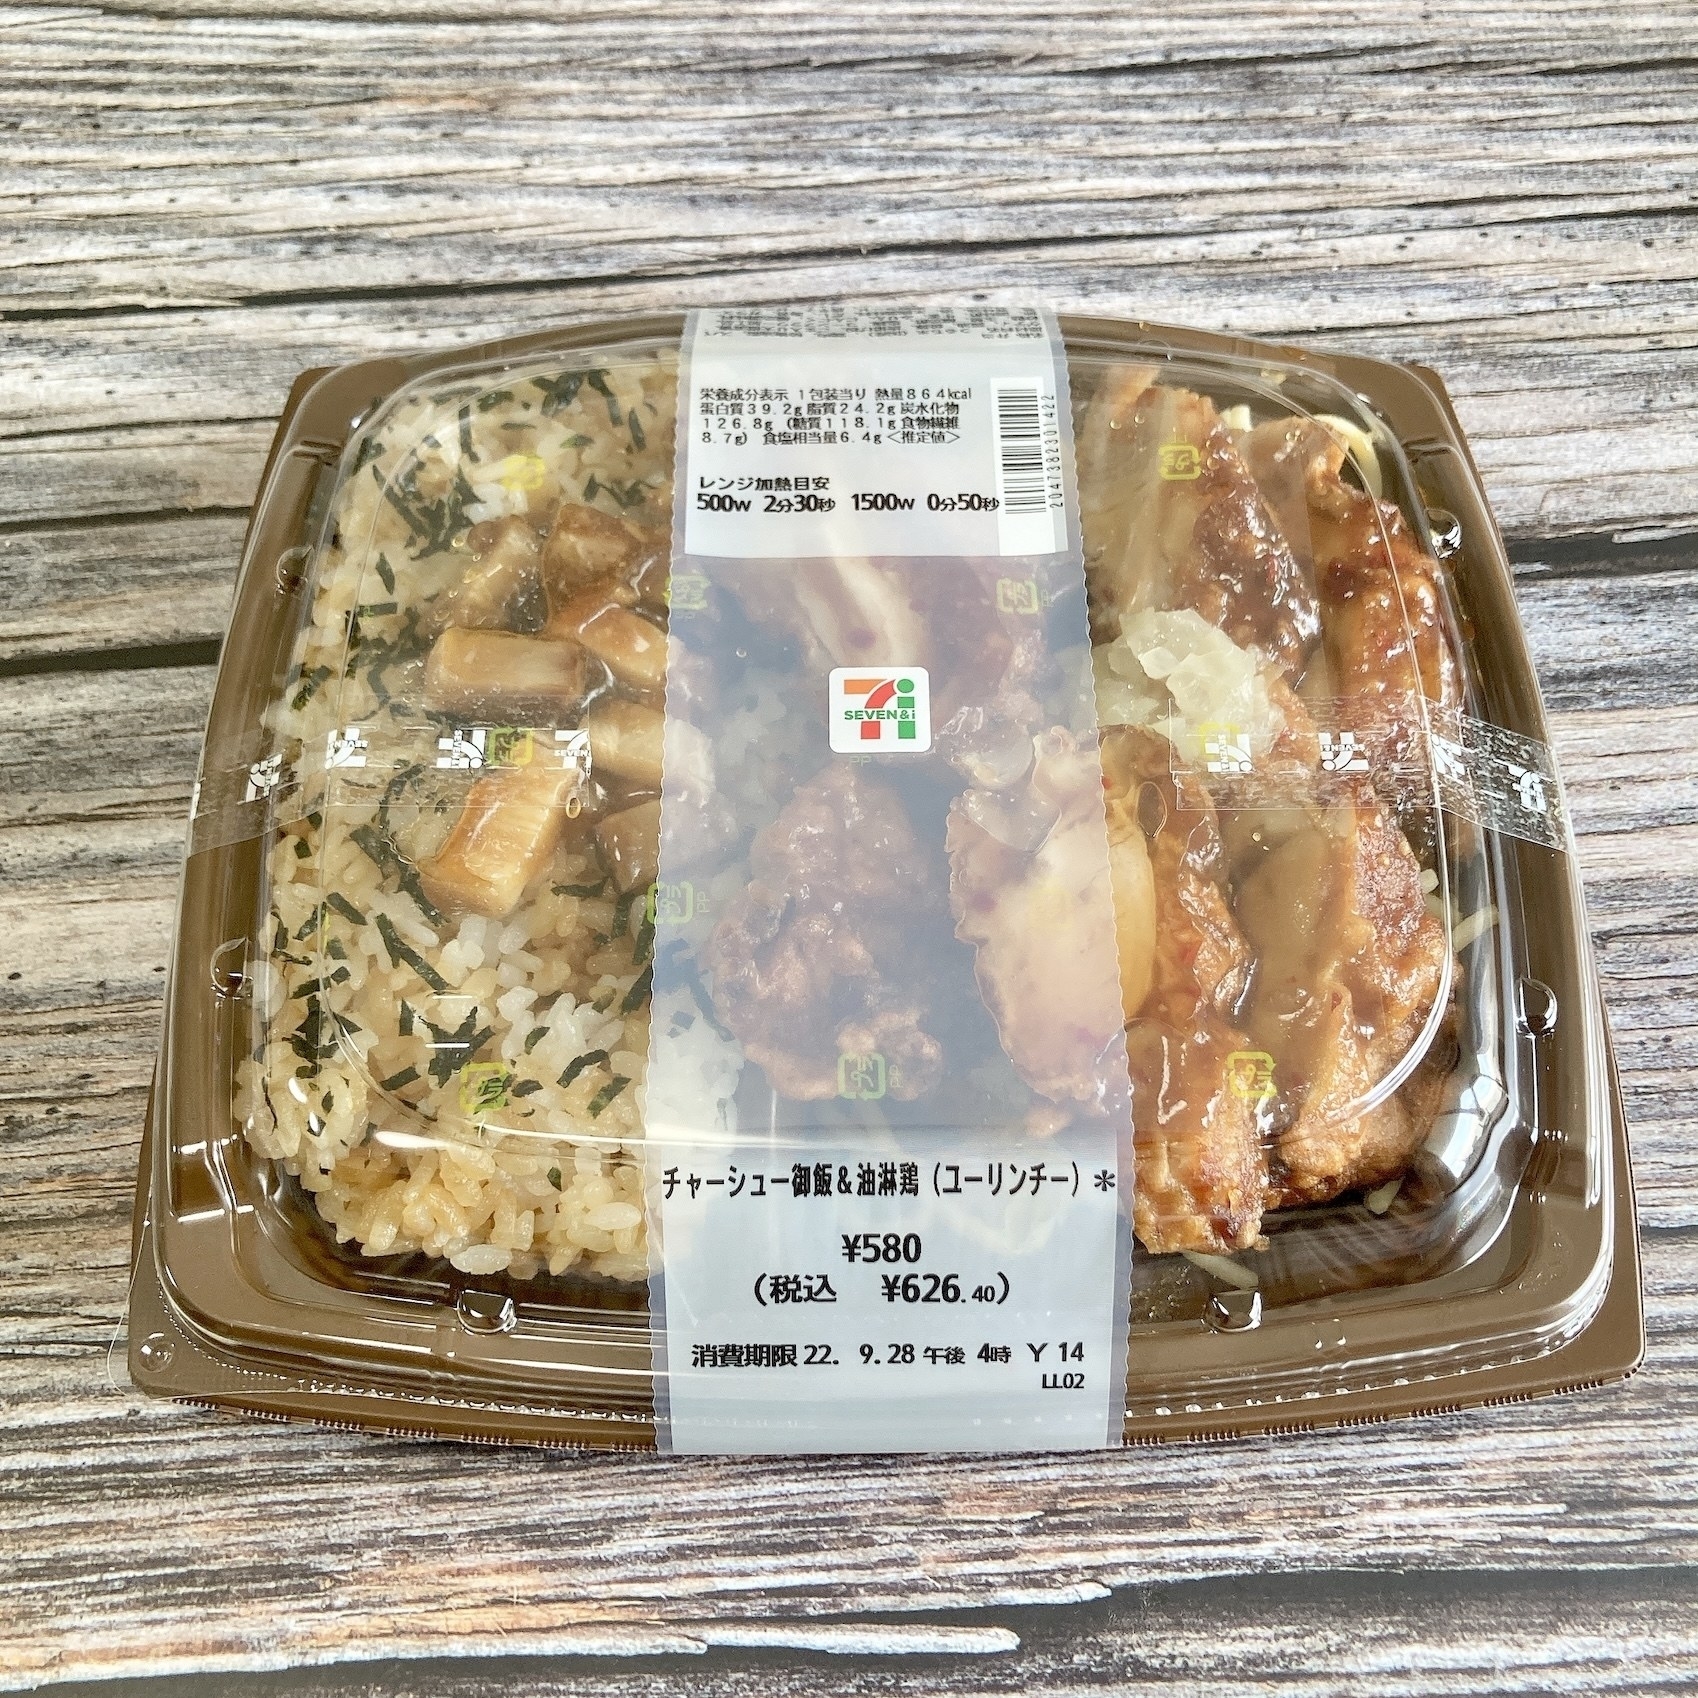 栄養成分表示 1包装当り 熱量864kcal
蛋白質39.2g 脂質24.2g 炭水化物
126.8g (糖質118.1g 食物繊維
8.7g) 食塩相当量6.4g<推定値>
レンジ加熱目安
500W 2分30秒 1500W 0分50秒
2047382301422
SEVEN&i
チャーシュー御飯&油淋鶏(ユーリンチー)*
¥580
(税込 ¥626.40)
消費期限 22. 9. 28 午後 4時 Y 14
LL02